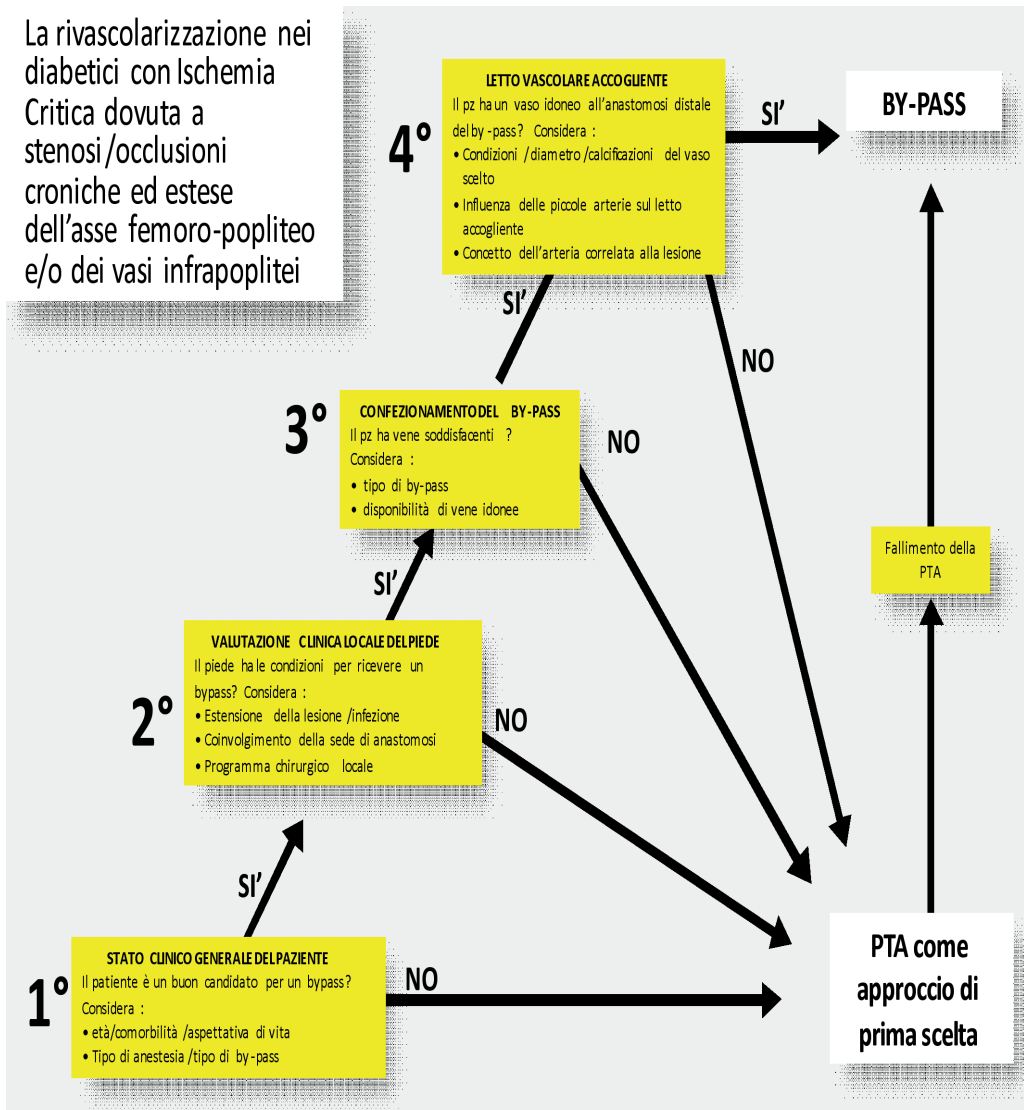 La rivascolarizzazione nei
diabetici con Ischemia
Critica dovuta a
stenosi/occlusioni
croniche ed estese
dell'asse femoro-popliteo
e/o dei vasi infrapoplitei
4°
LETTO VASCOLARE ACCOGLIENTE
Il pz ha un vaso idoneo all'anastomosi distale
del by-pass? Considera :
• Condizioni /diametro/calcificazioni del vaso
scelto
• Influenza delle piccole arterie sul letto
accogliente
• Concetto dell'arteria correlata alla lesione
SI'
BY-PASS
SI'
NO
3°
CONFEZIONAMENTO DEL BY-PASS
Il pz ha vene soddisfacenti ?
Considera :
• tipo di by-pass
• disponibilità di vene idonee
NO
Fallimento della
PTA
SI'
2°
VALUTAZIONE CLINICA LOCALE DEL PIEDE
Il piede ha le condizioni per ricevere un
bypass? Considera :
• Estensione della lesione /infezione
• Coinvolgimento della sede di anastomosi
• Programma chirurgico locale
NO
SI'
1°
STATO CLINICO GENERALE DEL PAZIENTE
Il patiente è un buon candidato per un bypass?
Considera :
• età/comorbilità /aspettativa di vita
• Tipo di anestesia /tipo di by-pass
NO
PTA come
approccio di
prima scelta